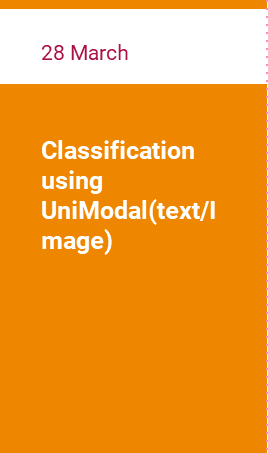 28 March
Classification
using
UniModal(text/I
mage)